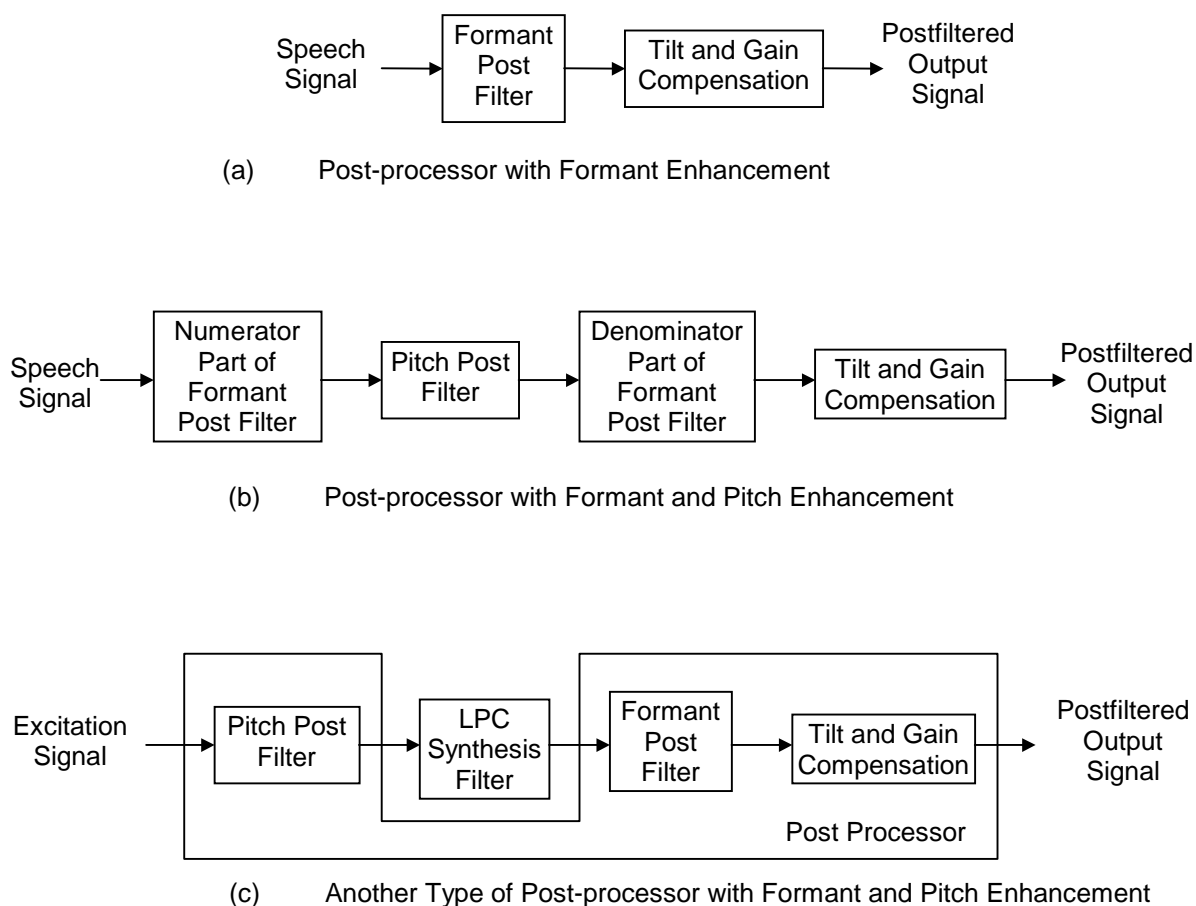 Speech
Signal
Formant
Post
Filter
Tilt and Gain
Compensation
Postfiltered
Output
Signal
(a) Post-processor with Formant Enhancement
Speech
Signal
Numerator
Part of
Formant
Post Filter
Pitch Post
Filter
Denominator
Part of
Formant
Post Filter
Tilt and Gain
Compensation
Postfiltered
Output
Signal
(b) Post-processor with Formant and Pitch Enhancement
Excitation
Signal
Pitch Post
Filter
LPC
Synthesis
Filter
Formant
Post
Filter
Tilt and Gain
Compensation
Postfiltered
Output
Signal
Post Processor
(c) Another Type of Post-processor with Formant and Pitch Enhancement